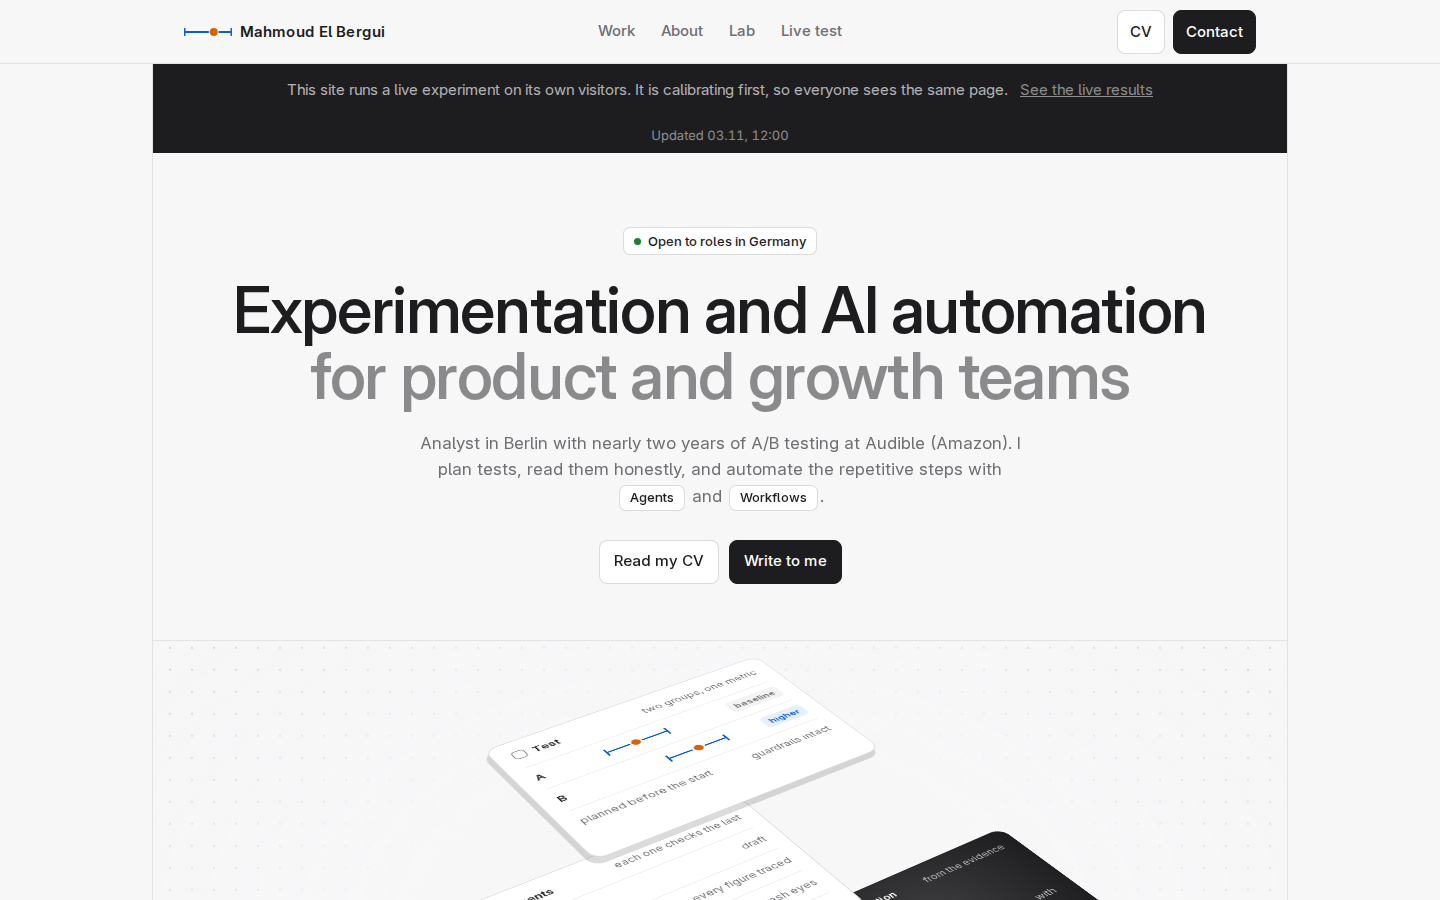 Mahmoud El Bergui
Work
About
Lab
Live test
CV
Contact
This site runs a live experiment on its own visitors. It is calibrating first, so everyone sees the same page. See the live results
Updated 03.11, 12:00
Open to roles in Germany
Experimentation and AI automation
for product and growth teams
Analyst in Berlin with nearly two years of A/B testing at Audible (Amazon). I
plan tests, read them honestly, and automate the repetitive steps with
Agents and Workflows.
Read my CV
Write to me
Test
two groups, one metric
A
baseline
B
higher
planned before the start
guardrails intact
each one checks the last
draft
every figure traced
from the evidence
with